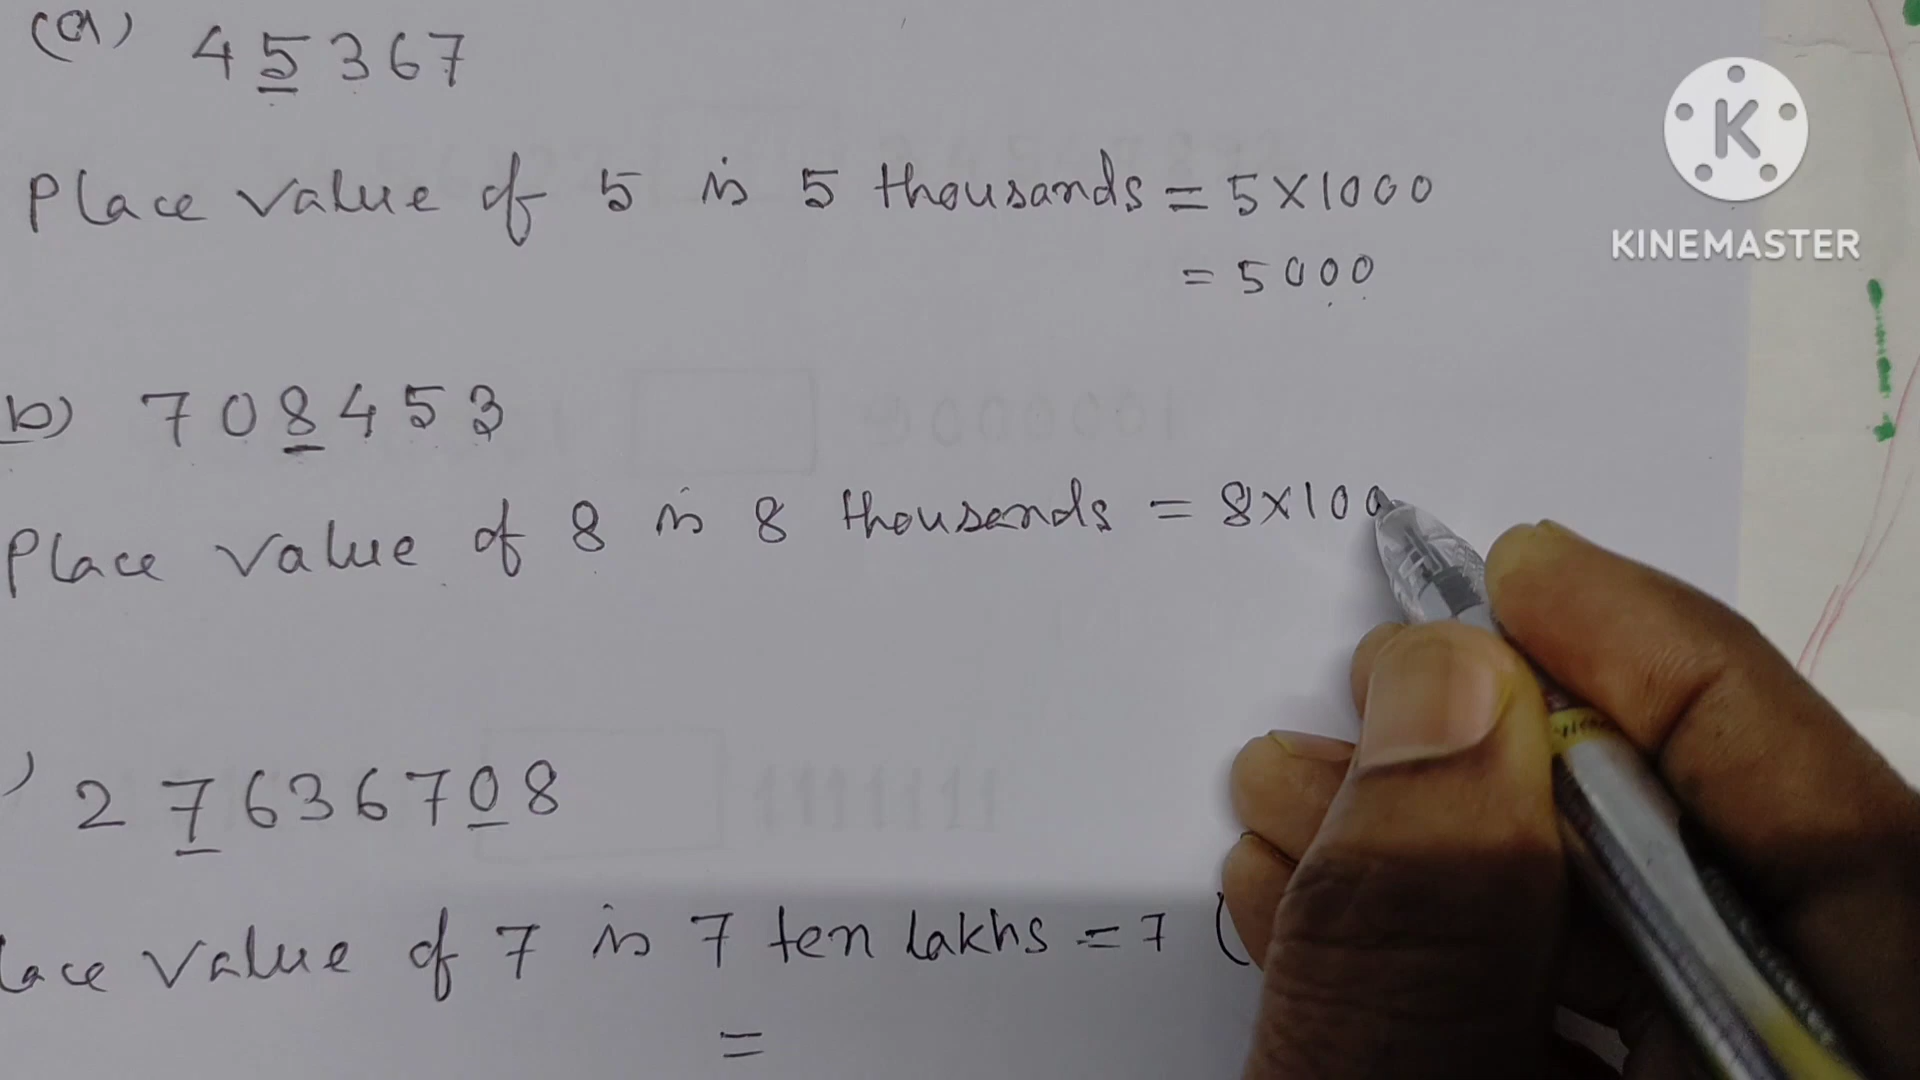 (a) 45367
Place value of 5 is 5 thousands = 5×1000
= 5000
b) 708453
Place value of 8 is 8 thousands = 8×100
) 27636708
lace value of 7 is 7 ten lakhs = 7 (
=
K
KINEMASTER